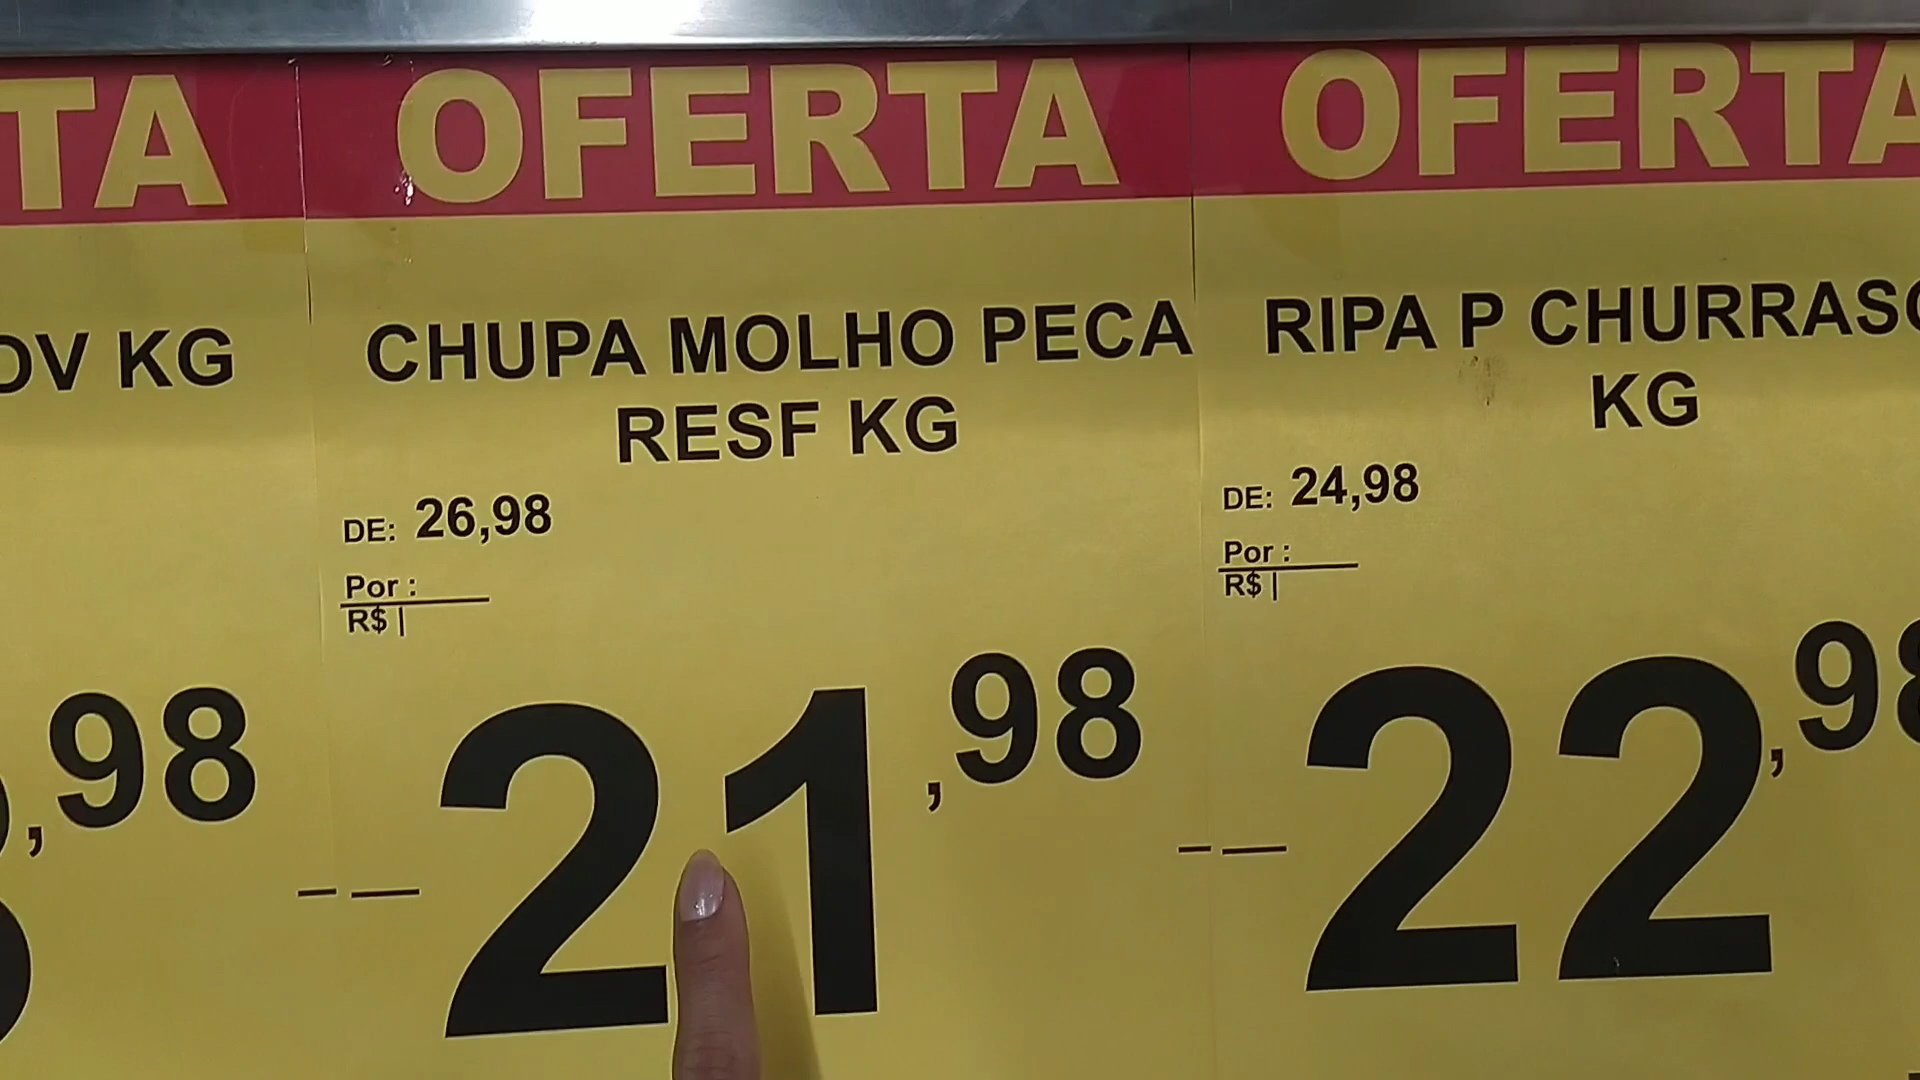 TA
OV KG
,98
OFERTA
CHUPA MOLHO PECA
RESF KG
DE: 26,98
Por :
R$
21,98
OFERTA
RIPA P CHURRASC
KG
DE: 24,98
Por :
R$
22,98